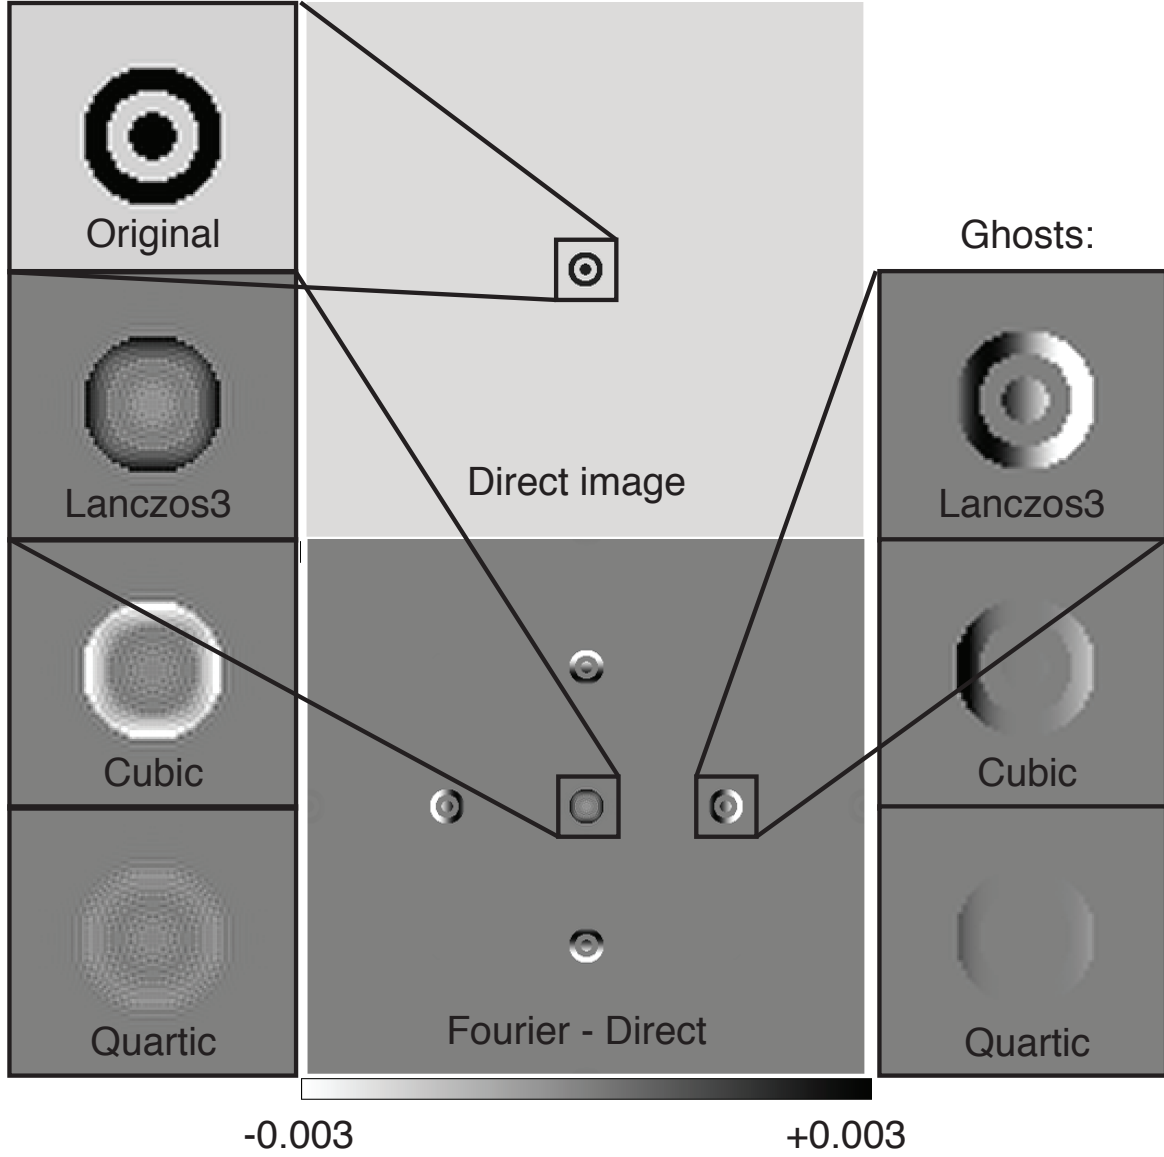 Original
Ghosts:
Direct image
Lanczos3
Lanczos3
Cubic
Cubic
Fourier - Direct
Quartic
Quartic
-0.003
+0.003